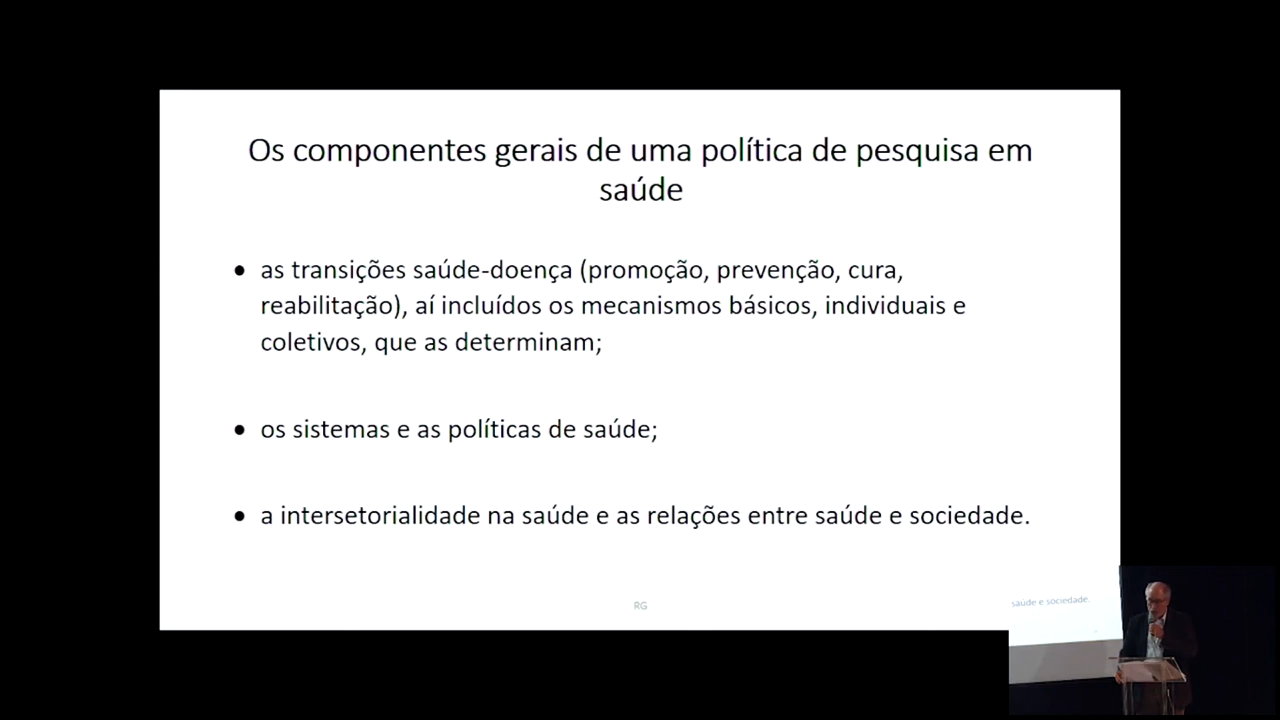 Os componentes gerais de uma política de pesquisa em
saúde
• as transições saúde-doença (promoção, prevenção, cura,
reabilitação), aí incluídos os mecanismos básicos, individuais e
coletivos, que as determinam;
• os sistemas e as políticas de saúde;
• a intersetorialidade na saúde e as relações entre saúde e sociedade.
RG
saúde e sociedade.